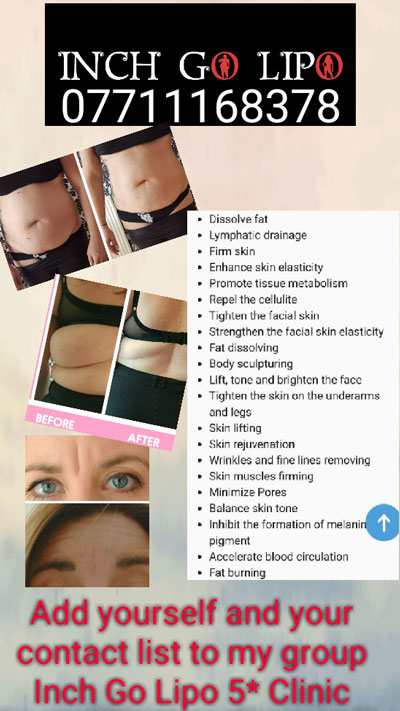 INCH GO LIPO
07711168378
Dissolve fat
Lymphatic drainage
Firm skin
Enhance skin elasticity
Promote tissue metabolism
Repel the cellulite
Tighten the facial skin
Strengthen the facial skin elasticity
Fat dissolving
Body sculpturing
Lift, tone and brighten the face
Tighten the skin on the underarms
and legs
Skin lifting
Skin rejuvenation
Wrinkles and fine lines removing
Skin muscles firming
Minimize Pores
Balance skin tone
Inhibit the formation of melanin
pigment
Accelerate blood circulation
Fat burning
BEFORE
AFTER
Add yourself and your
contact list to my group
Inch Go Lipo 5* Clinic